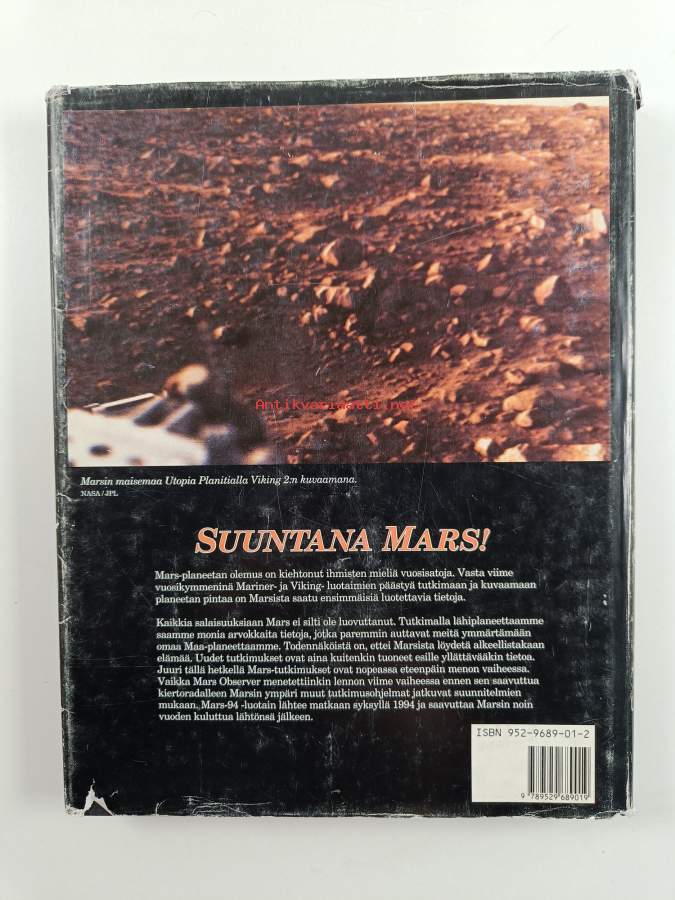 Antikvariaatti.net
Marsin maisemaa Utopia Planitialla Viking 2:n kuvaamana.
NASA/JPL
SUUNTANA MARS!
Mars-planeetan olemus on kiehtonut ihmisten mieliä vuosisatoja. Vasta viime
vuosikymmeninä Mariner- ja Viking- luotaimien päästyä tutkimaan ja kuvaamaan
planeetan pintaa on Marsista saatu ensimmäisiä luotettavia tietoja.
Kaikkia salaisuuksiaan Mars ei silti ole luovuttanut. Tutkimalla lähiplaneettaamme
saamme monia arvokkaita tietoja, jotka paremmin auttavat meitä ymmärtämään
omaa Maa-planeettaamme. Todennäköistä on, ettei Marsista löydetä alkeellistakaan
elämää. Uudet tutkimukset ovat aina kuitenkin tuoneet esille yllättävääkin tietoa.
Juuri tällä hetkellä Mars-tutkimukset ovat nopeassa eteenpäin menon vaiheessa.
Vaikka Mars Observer menetettiinkin lennon viime vaiheessa ennen sen saavuttua
kiertoradalleen Marsin ympäri muut tutkimusohjelmat jatkuvat suunnitelmien
mukaan. Mars-94 -luotain lähtee matkaan syksyllä 1994 ja saavuttaa Marsin noin
vuoden kuluttua lähtönsä jälkeen.
ISBN 952-9689-01-2
9 789529 689019